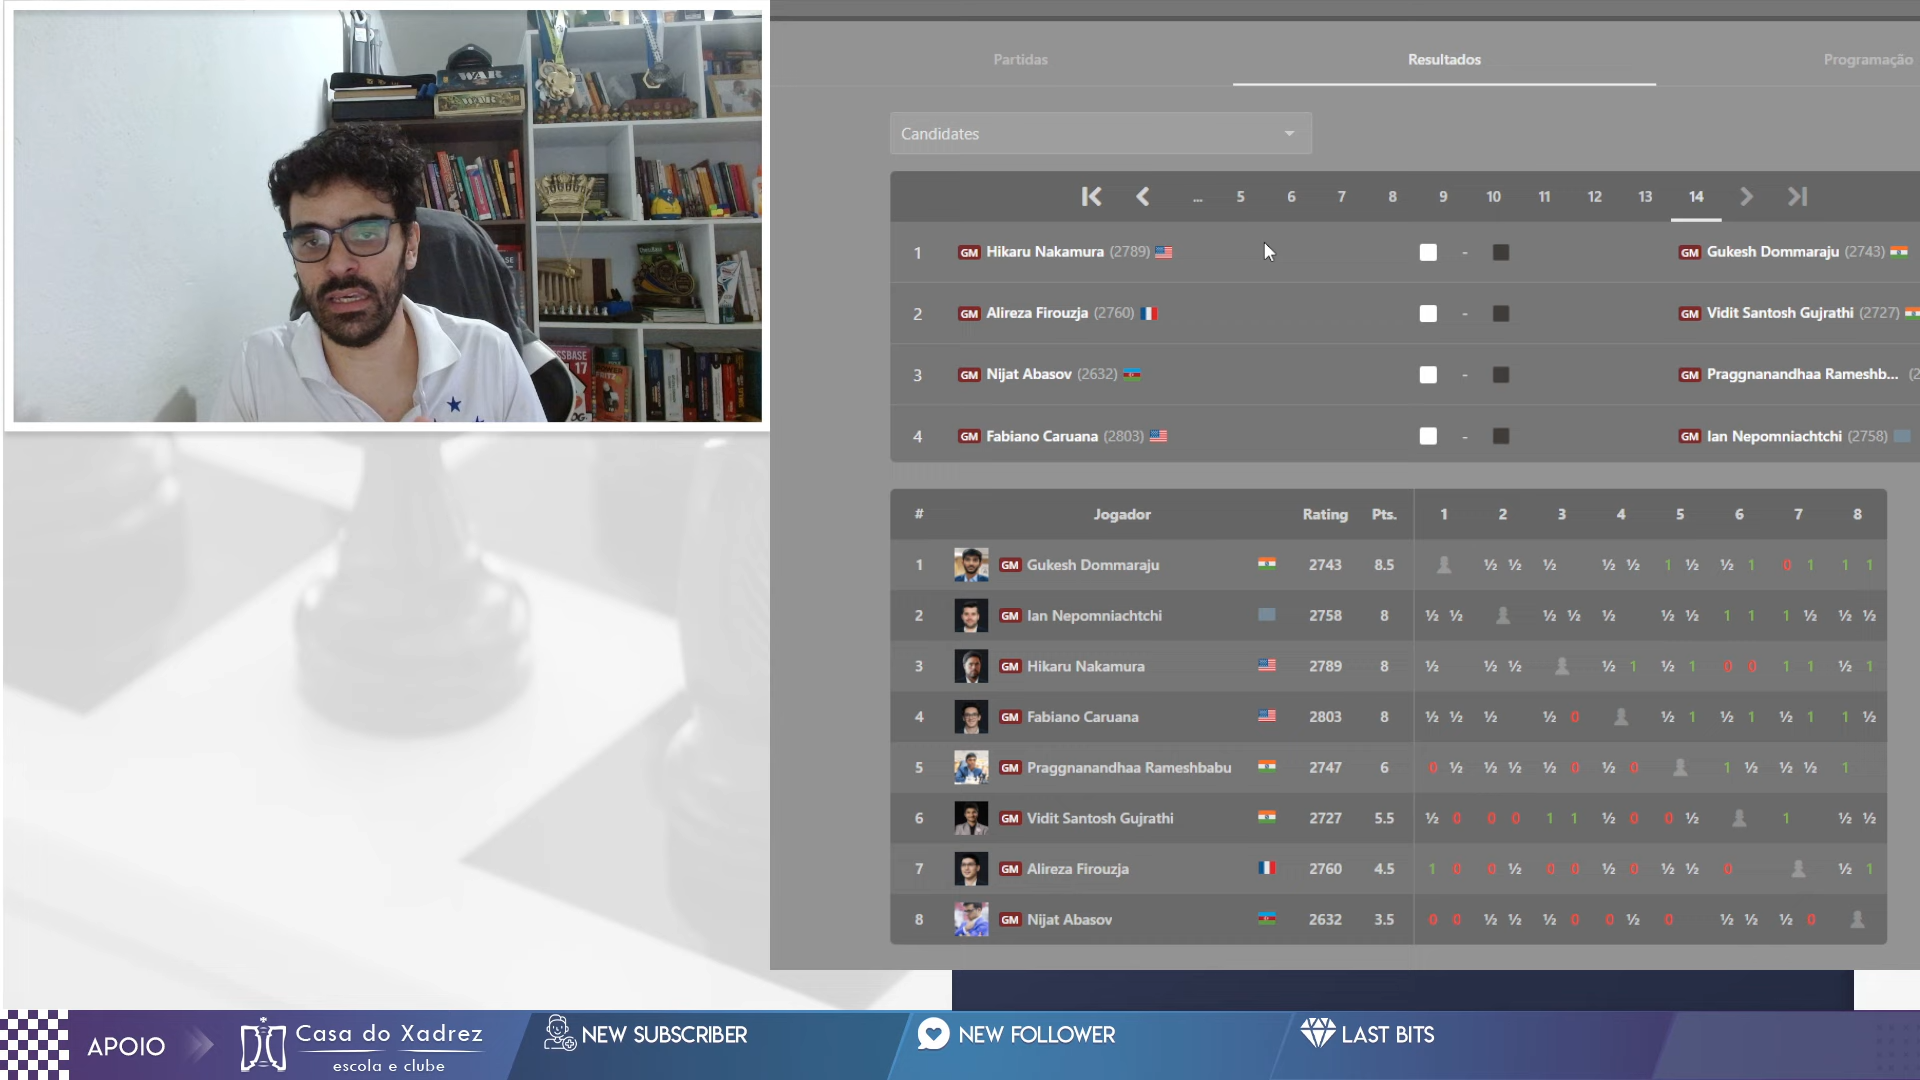 Partidas Resultados Programação
Candidates
... 5 6 7 8 9 10 11 12 13 14
1 GM Hikaru Nakamura (2789) - GM Gukesh Dommaraju (2743)
2 GM Alireza Firouzja (2760) - GM Vidit Santosh Gujrathi (2727)
3 GM Nijat Abasov (2632) - GM Praggnanandhaa Rameshb... (2
4 GM Fabiano Caruana (2803) - GM Ian Nepomniachtchi (2758)
# Jogador Rating Pts. 1 2 3 4 5 6 7 8
1 GM Gukesh Dommaraju 2743 8.5 ½ ½ ½ ½ ½ 1 ½ ½ 1 0 1 1 1
2 GM Ian Nepomniachtchi 2758 8 ½ ½ ½ ½ ½ ½ ½ 1 1 1 ½ ½ ½
3 GM Hikaru Nakamura 2789 8 ½ ½ ½ ½ 1 ½ 1 0 0 1 1 ½ 1
4 GM Fabiano Caruana 2803 8 ½ ½ ½ ½ 0 ½ 1 ½ 1 ½ 1 1 ½
5 GM Praggnanandhaa Rameshbabu 2747 6 0 ½ ½ ½ ½ 0 ½ 0 1 ½ ½ ½ 1
6 GM Vidit Santosh Gujrathi 2727 5.5 ½ 0 0 0 1 1 ½ 0 0 ½ 1 ½ ½
7 GM Alireza Firouzja 2760 4.5 1 0 0 ½ 0 0 ½ 0 ½ ½ 0 ½ 1
8 GM Nijat Abasov 2632 3.5 0 0 ½ ½ ½ 0 0 ½ 0 ½ ½ ½ 0
WAR
APOIO
Casa do Xadrez
escola e clube
NEW SUBSCRIBER
NEW FOLLOWER
LAST BITS